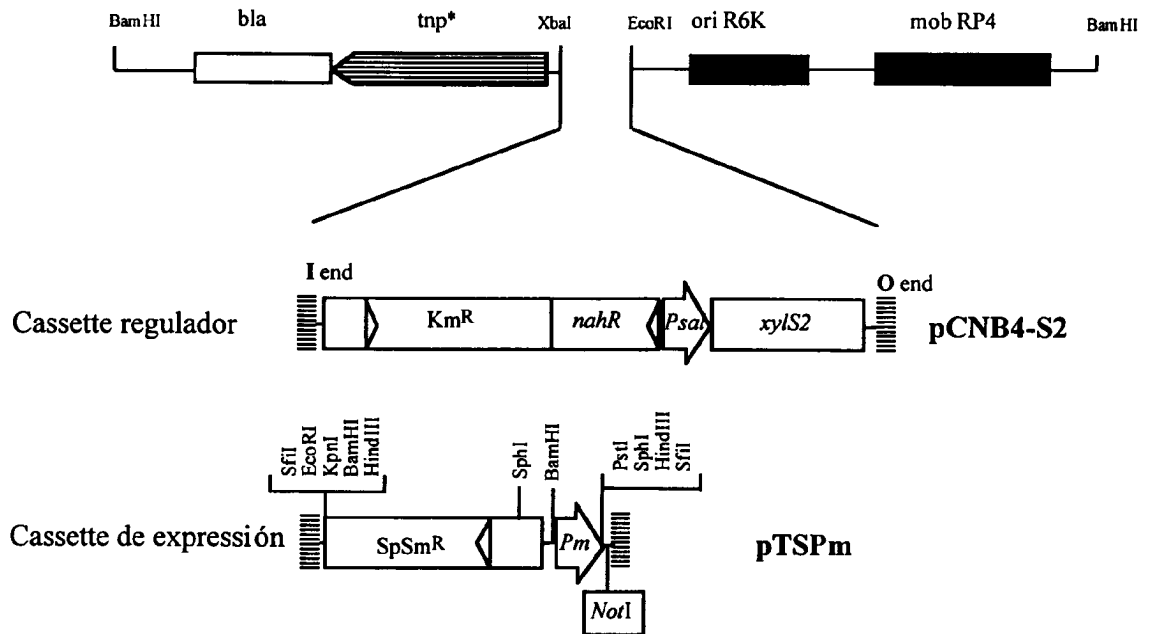 BamHI bla tnp* XbaI EcoRI ori R6K mob RP4 BamHI
I end O end
Cassette regulador KmR nahR Psal xylS2 pCNB4-S2
SfiI
EcoRI
KpnI
BamHI
HindIII
SphI
BamHI
PstI
SphI
HindIII
SfiI
Cassette de expresión SpSmR Pm pTSPm
NotI